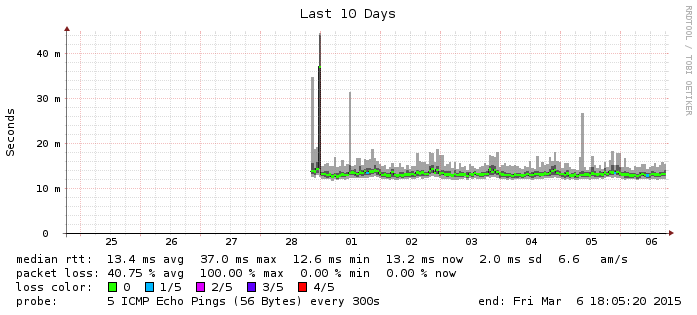 Last 10 Days
RRDTOOL / TOBI OETIKER
Seconds
40 m
30 m
20 m
10 m
0
25 26 27 28 01 02 03 04 05 06
median rtt: 13.4 ms avg 37.0 ms max 12.6 ms min 13.2 ms now 2.0 ms sd 6.6 am/s
packet loss: 40.75 % avg 100.00 % max 0.00 % min 0.00 % now
loss color: 0 1/5 2/5 3/5 4/5
probe: 5 ICMP Echo Pings (56 Bytes) every 300s end: Fri Mar 6 18:05:20 2015